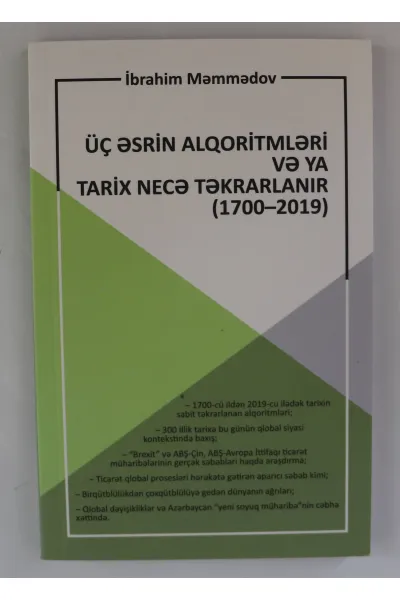 İbrahim Məmmədov
ÜÇ ƏSRİN ALQORİTMLƏRİ
VƏ YA
TARİX NECƏ TƏKRARLANIR
(1700–2019)
– 1700-cü ildən 2019-cu ilədək tarixin
sabit təkrarlanan alqoritmləri;
– 300 illik tarixə bu günün qlobal siyasi
kontekstində baxış;
– "Brexit" və ABŞ-Çin, ABŞ-Avropa İttifaqı ticarət
müharibələrinin gerçək səbəbləri haqda araşdırma;
– Ticarət qlobal prosesləri hərəkətə gətirən aparıcı səbəb kimi;
– Birqütblülükdən çoxqütblülüyə gedən dünyanın ağrıları;
– Qlobal dəyişikliklər və Azərbaycan "yeni soyuq müharibə"nin cəbhə
xəttində.